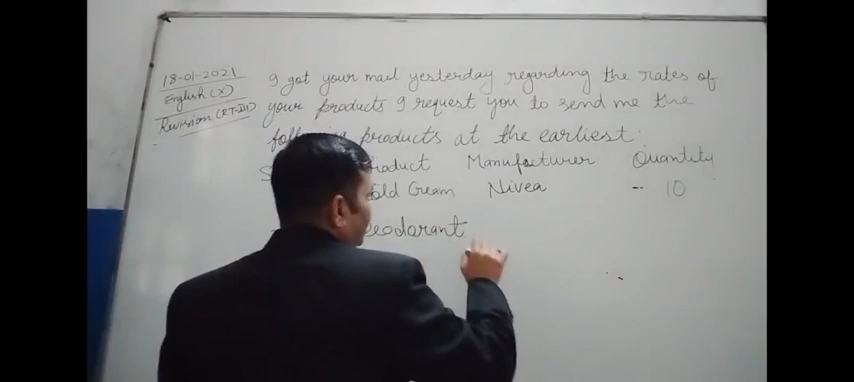 18-01-2021
English (X)
Revision (RT-III)
I got your mail yesterday regarding the rates of
your products I request you to send me the
following products at the earliest.
Product Manufacturer Quantity
Cold Cream Nivea -- 10
Deodorant